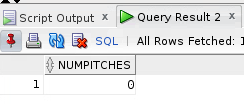 Script Output × Query Result 2 ×
SQL | All Rows Fetched: 1
NUMPITCHES
1 0